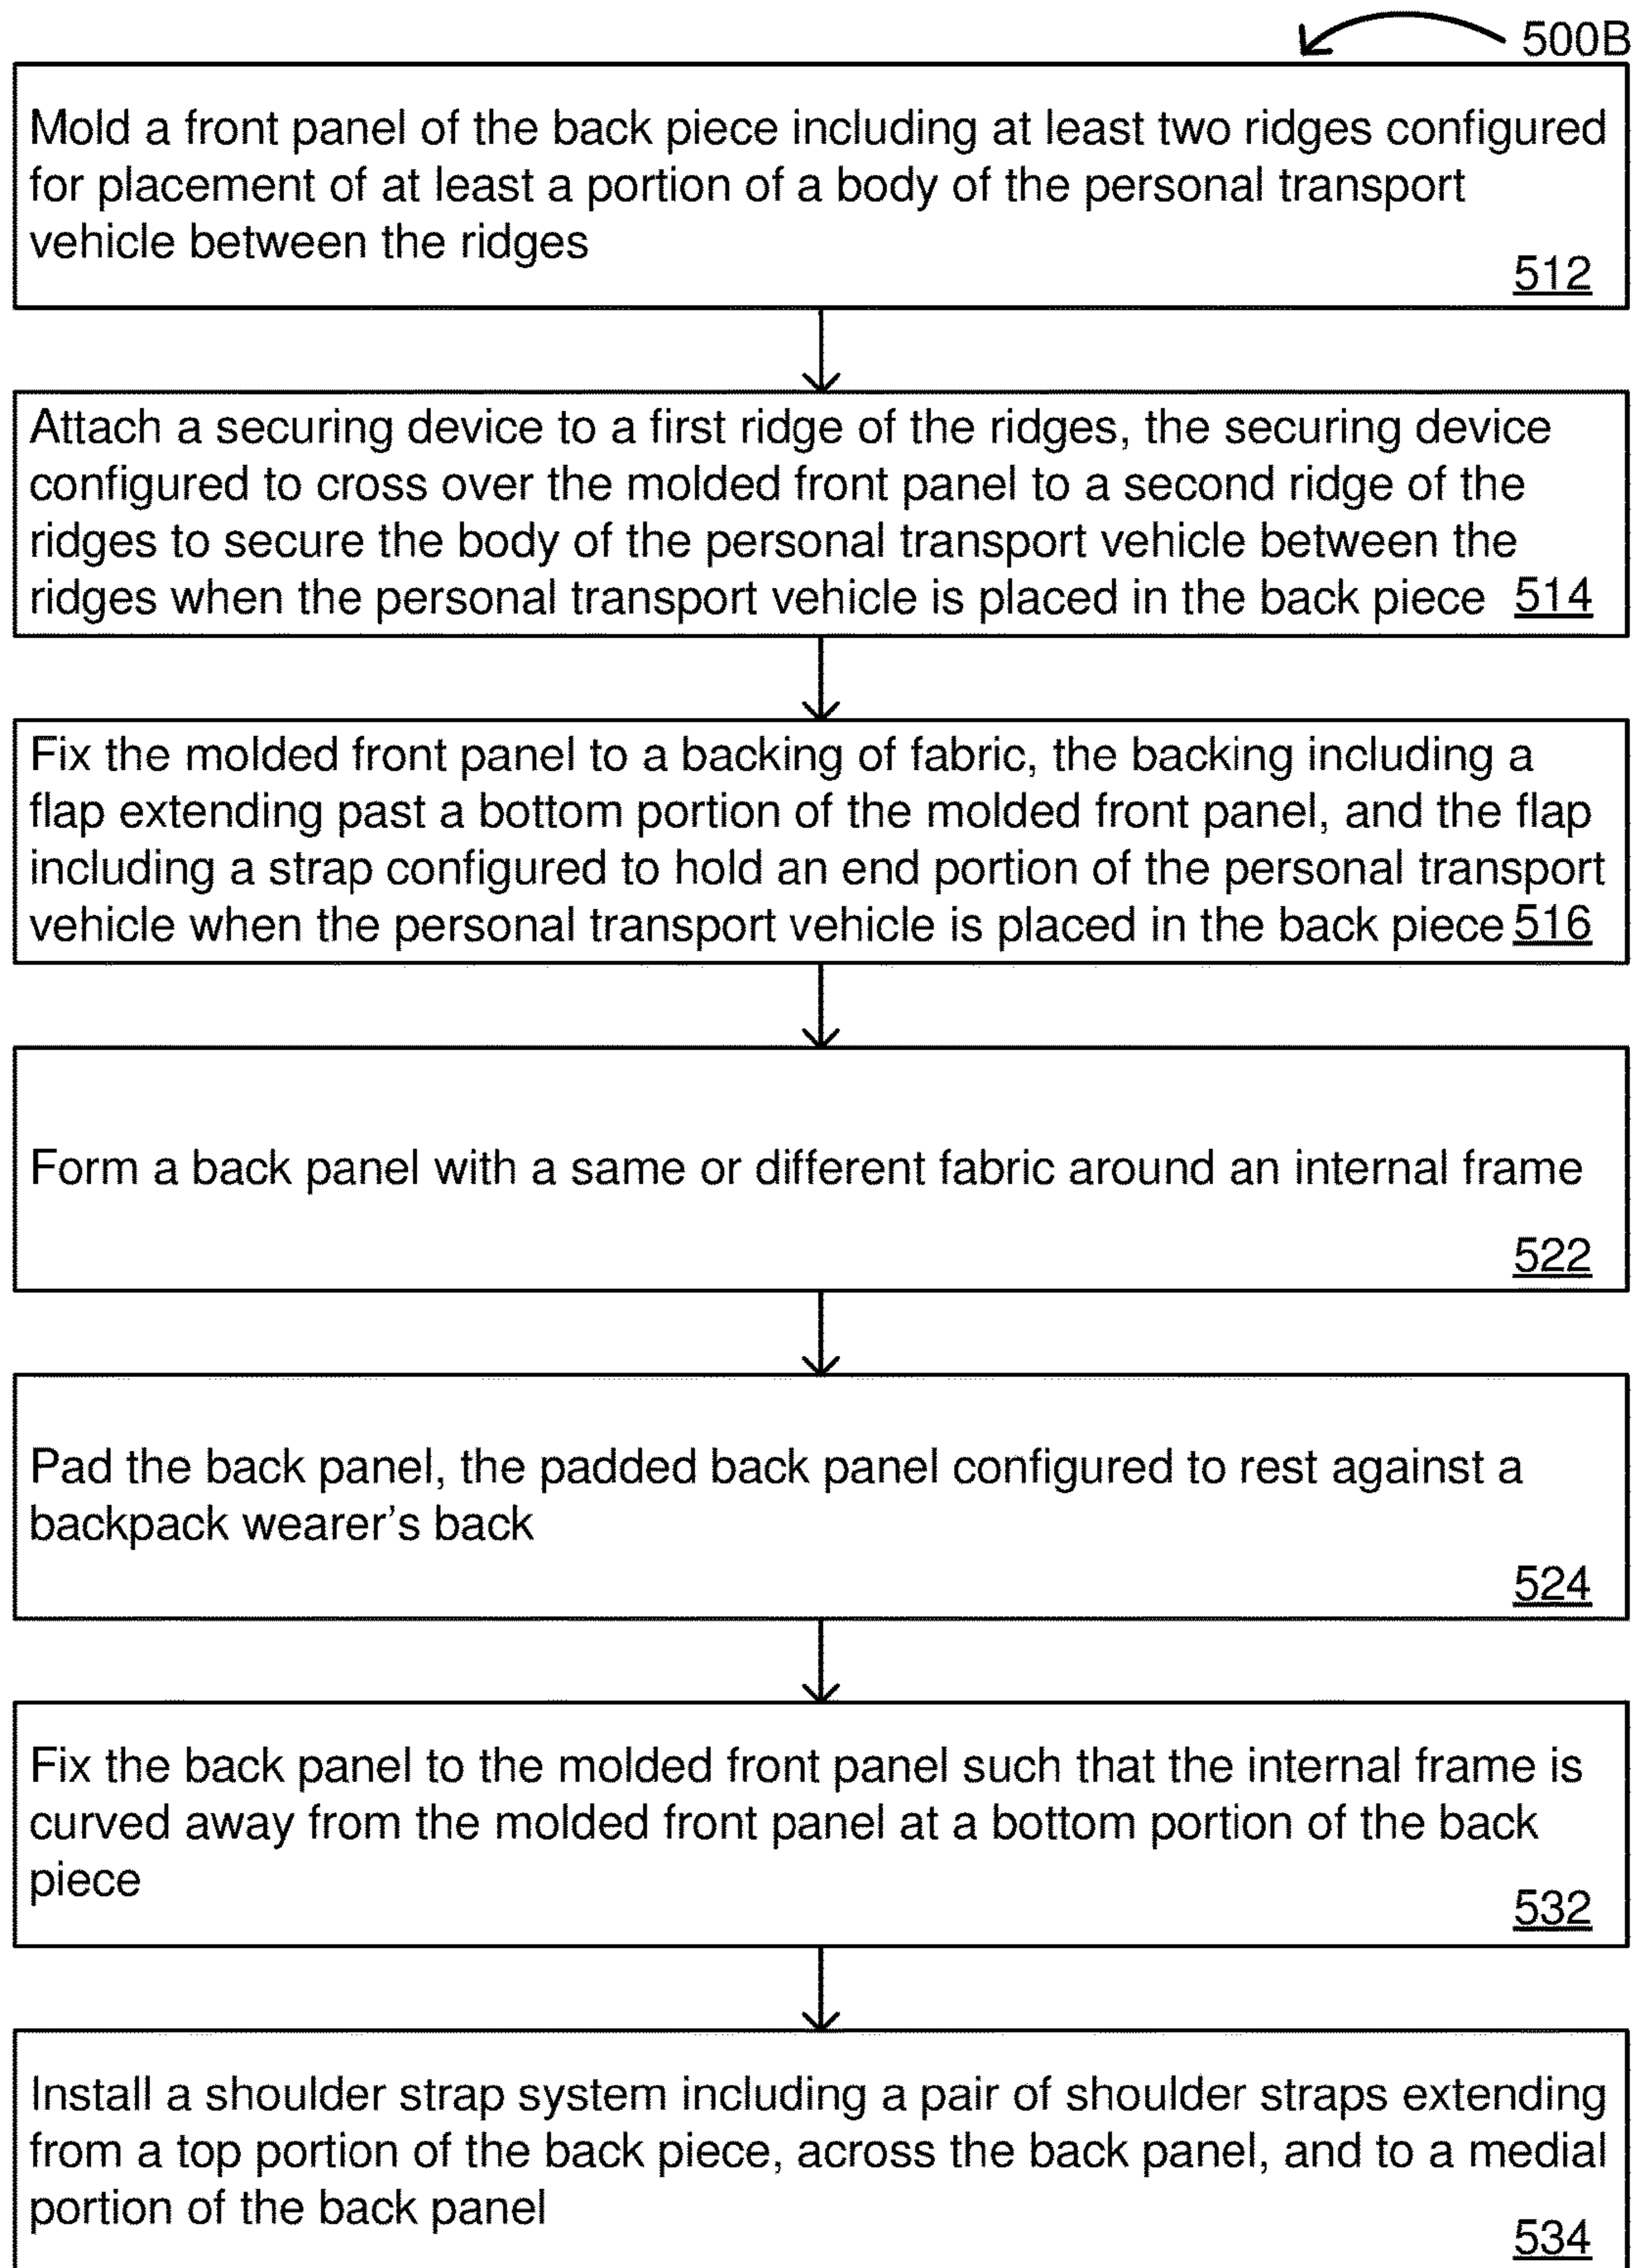 500B
Mold a front panel of the back piece including at least two ridges configured
for placement of at least a portion of a body of the personal transport
vehicle between the ridges
512
Attach a securing device to a first ridge of the ridges, the securing device
configured to cross over the molded front panel to a second ridge of the
ridges to secure the body of the personal transport vehicle between the
ridges when the personal transport vehicle is placed in the back piece 514
Fix the molded front panel to a backing of fabric, the backing including a
flap extending past a bottom portion of the molded front panel, and the flap
including a strap configured to hold an end portion of the personal transport
vehicle when the personal transport vehicle is placed in the back piece 516
Form a back panel with a same or different fabric around an internal frame
522
Pad the back panel, the padded back panel configured to rest against a
backpack wearer’s back
524
Fix the back panel to the molded front panel such that the internal frame is
curved away from the molded front panel at a bottom portion of the back
piece
532
Install a shoulder strap system including a pair of shoulder straps extending
from a top portion of the back piece, across the back panel, and to a medial
portion of the back panel
534